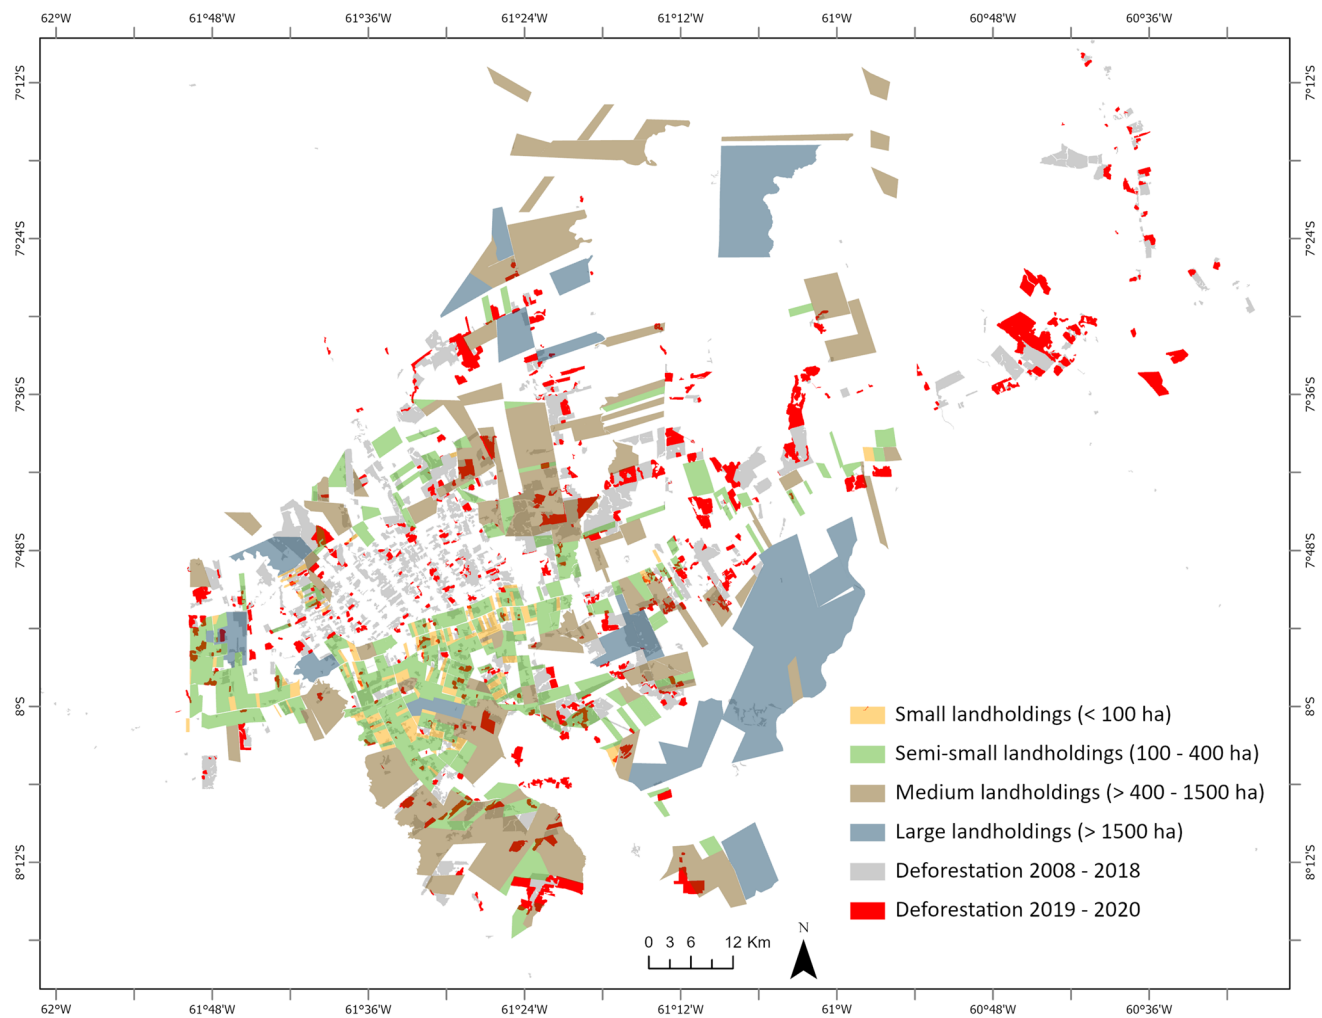 62°W 61°48'W 61°36'W 61°24'W 61°12'W 61°W 60°48'W 60°36'W
7°12'S 7°12'S
7°24'S 7°24'S
7°36'S 7°36'S
7°48'S 7°48'S
8°S 8°S
8°12'S 8°12'S
Small landholdings (< 100 ha)
Semi-small landholdings (100 - 400 ha)
Medium landholdings (> 400 - 1500 ha)
Large landholdings (> 1500 ha)
Deforestation 2008 - 2018
Deforestation 2019 - 2020
N
0 3 6 12 Km
62°W 61°48'W 61°36'W 61°24'W 61°12'W 61°W 60°48'W 60°36'W